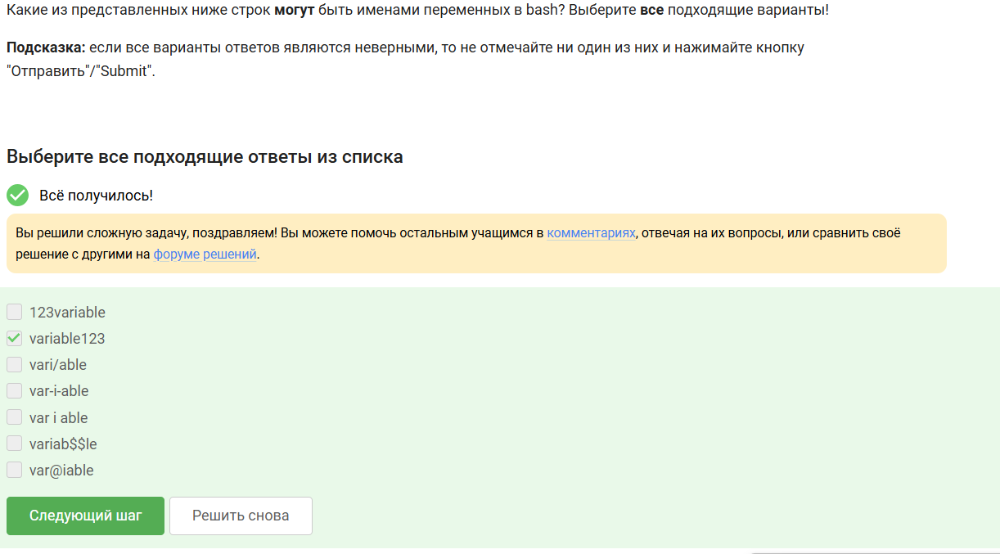 Какие из представленных ниже строк могут быть именами переменных в bash? Выберите все подходящие варианты!
Подсказка: если все варианты ответов являются неверными, то не отмечайте ни один из них и нажимайте кнопку
"Отправить"/"Submit".
Выберите все подходящие ответы из списка
Всё получилось!
Вы решили сложную задачу, поздравляем! Вы можете помочь остальным учащимся в комментариях, отвечая на их вопросы, или сравнить своё
решение с другими на форуме решений.
123variable
variable123
vari/able
var-i-able
var i able
variab$$le
var@iable
Следующий шаг
Решить снова